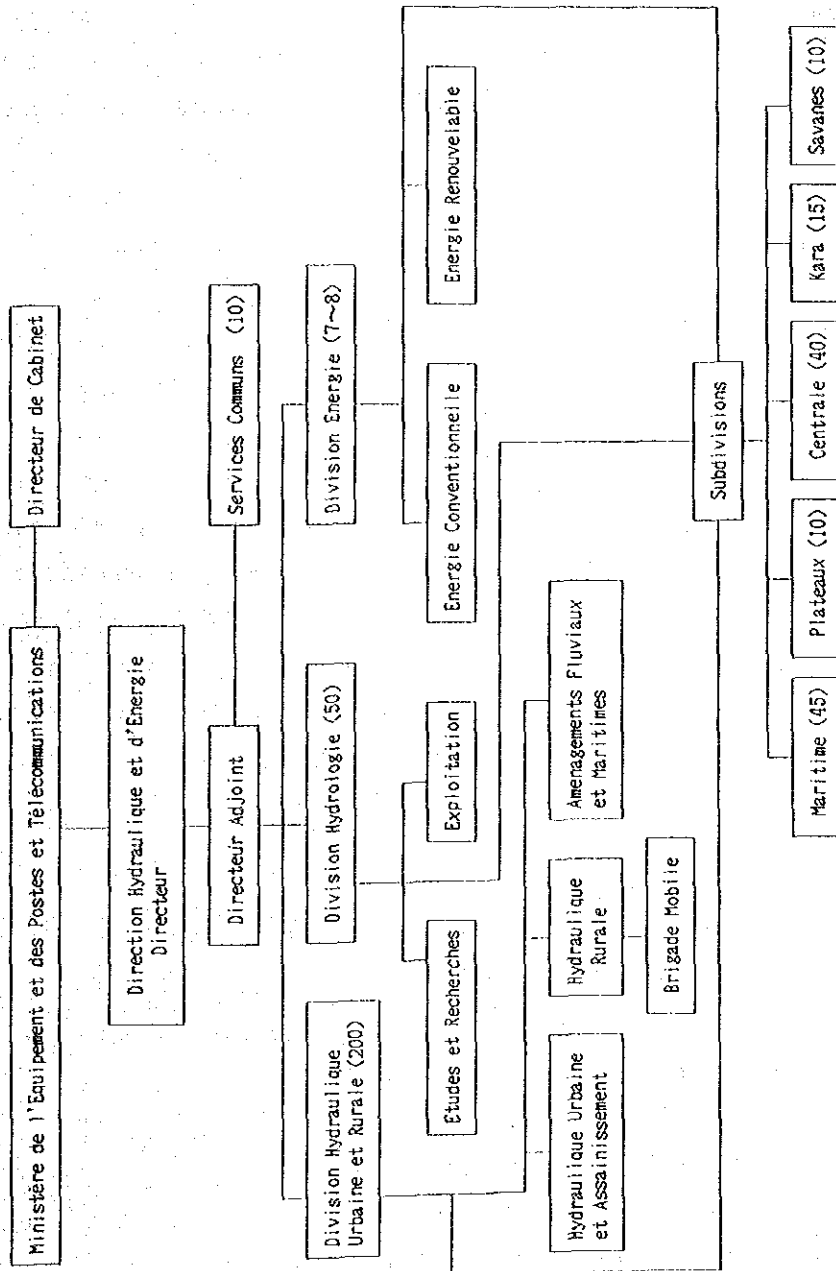 Ministère de l'Equipement et des Postes et Télécommunications
Directeur de Cabinet
Direction Hydraulique et d'Energie
Directeur
Directeur Adjoint
Services Communs (10)
Division Hydraulique
Urbaine et Rurale (200)
Division Hydrologie (50)
Division Energie (7~8)
Etudes et Recherches
Exploitation
Energie Conventionnelle
Energie Renouvelable
Hydraulique Urbaine
et Assainissement
Hydraulique
Rurale
Amenagements Fluviaux
et Maritimes
Brigade Mobile
Subdivisions
Maritime (45)
Plateaux (10)
Centrale (40)
Kara (15)
Savanes (10)